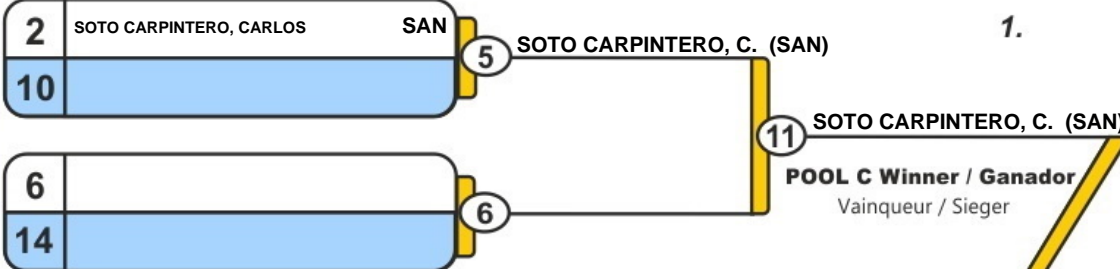 2 SOTO CARPINTERO, CARLOS SAN
10
5 SOTO CARPINTERO, C. (SAN)
1.
11 SOTO CARPINTERO, C. (SAN)
POOL C Winner / Ganador
Vainqueur / Sieger
6
14
6